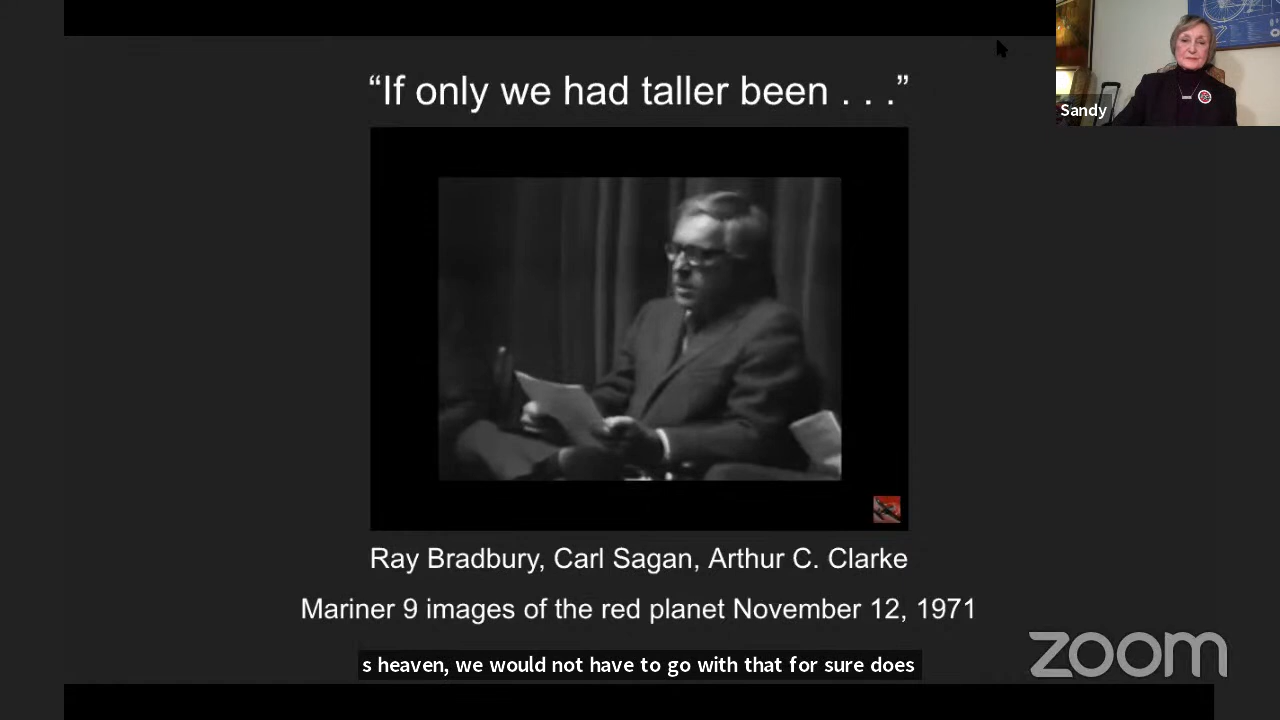 “If only we had taller been . . .”
Sandy
Ray Bradbury, Carl Sagan, Arthur C. Clarke
Mariner 9 images of the red planet November 12, 1971
s heaven, we would not have to go with that for sure does
zoom